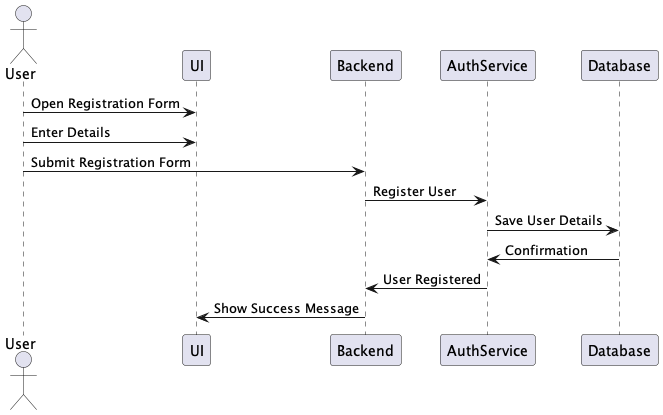 User
UI
Backend
AuthService
Database
Open Registration Form
Enter Details
Submit Registration Form
Register User
Save User Details
Confirmation
User Registered
Show Success Message
User
UI
Backend
AuthService
Database